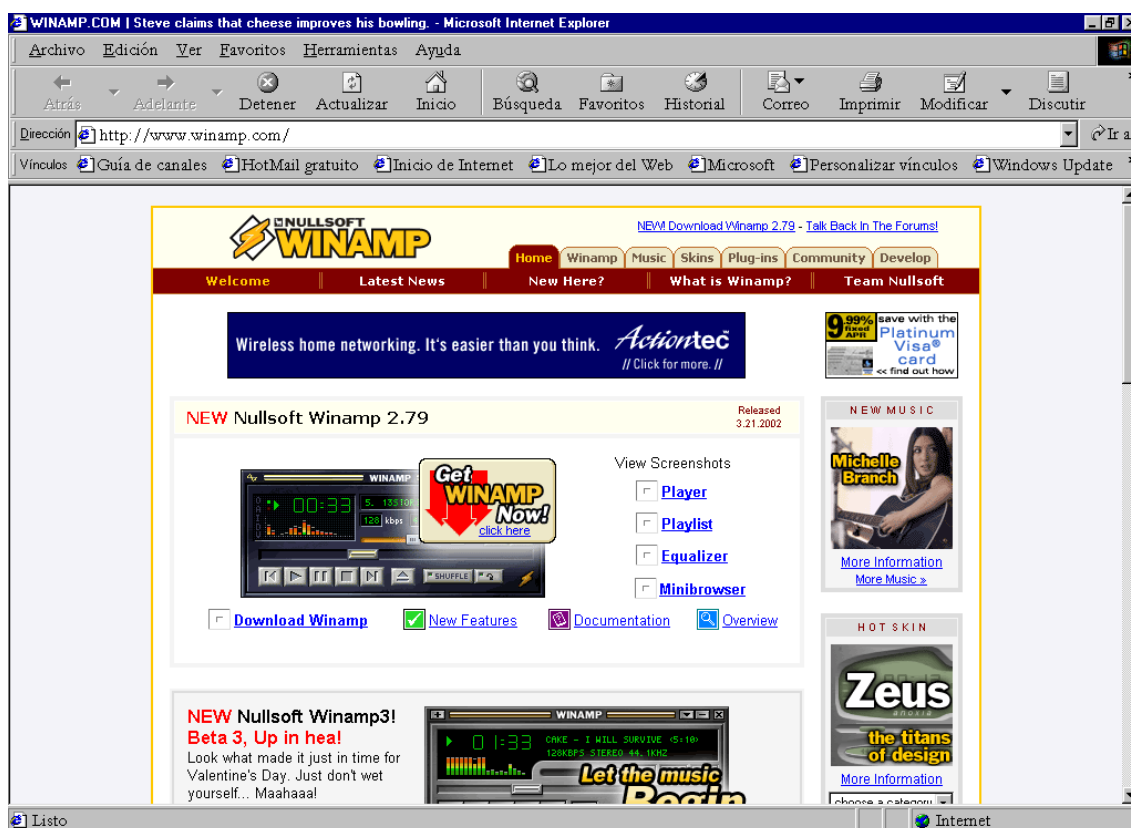 WINAMP.COM | Steve claims that cheese improves his bowling. - Microsoft Internet Explorer
Archivo Edición Ver Favoritos Herramientas Ayuda
Atrás Adelante Detener Actualizar Inicio Búsqueda Favoritos Historial Correo Imprimir Modificar Discutir
Dirección http://www.winamp.com/ Ir a
Vínculos Guía de canales HotMail gratuito Inicio de Internet Lo mejor del Web Microsoft Personalizar vínculos Windows Update
NULLSOFT
WINAMP
NEW! Download Winamp 2.79 - Talk Back In The Forums!
Home Winamp Music Skins Plug-ins Community Develop
Welcome Latest News New Here? What is Winamp? Team Nullsoft
Wireless home networking. It's easier than you think. Actiontec
// Click for more. //
9.99% fixed APR
save with the
Platinum
Visa®
card
<< find out how
NEW Nullsoft Winamp 2.79
Released
3.21.2002
WINAMP
00:33
128 kbps
SHUFFLE
Get
WINAMP
Now!
click here
View Screenshots
Player
Playlist
Equalizer
Minibrowser
Download Winamp New Features Documentation Overview
NEW MUSIC
Michelle
Branch
More Information
More Music »
HOT SKIN
Zeus
anoxia
the titans
of design
More Information
choose a category
NEW Nullsoft Winamp3!
Beta 3, Up in hea!
Look what made it just in time for
Valentine's Day. Just don't wet
yourself... Maahaaa!
WINAMP
01:33
CAKE - I WILL SURVIVE <5:10>
128KBPS STEREO 44.1KHZ
Let the music
Begin
Listo Internet